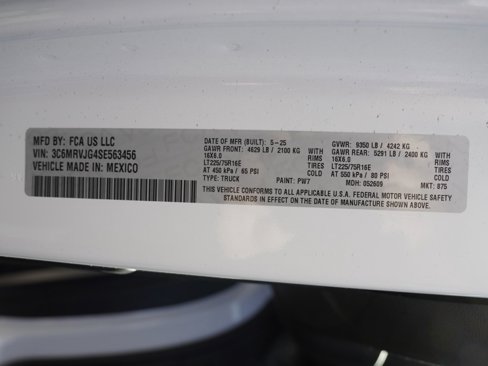 MFD BY: FCA US LLC
VIN: 3C6MRVJG4SE563456
VEHICLE MADE IN: MEXICO
DATE OF MFR (BUILT): 5-25
GAWR FRONT: 4629 LB / 2100 KG
16X6.0 RIMS
LT225/75R16E TIRES
AT 450 kPa / 65 PSI COLD
TYPE: TRUCK PAINT: PW7
GVWR: 9350 LB / 4242 KG
GAWR REAR: 5291 LB / 2400 KG
16X6.0 RIMS
LT225/75R16E TIRES
AT 550 kPa / 80 PSI COLD
MDH: 052609 MKT: 875
THIS VEHICLE CONFORMS TO ALL APPLICABLE U.S.A. FEDERAL MOTOR VEHICLE SAFETY
STANDARDS IN EFFECT ON THE DATE OF MANUFACTURE SHOWN ABOVE.